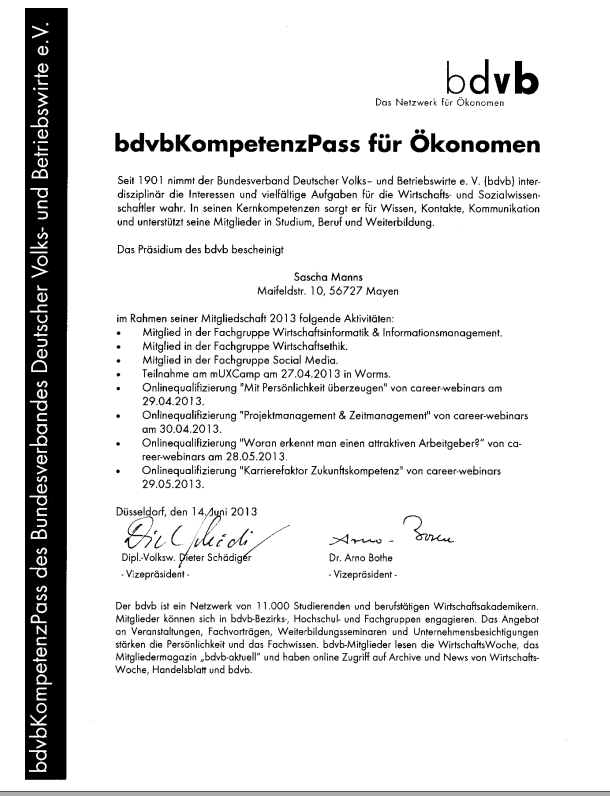 bdvbKompetenzPass des Bundesverbandes Deutscher Volks- und Betriebswirte e.V.
bdvb
Das Netzwerk für Ökonomen
bdvbKompetenzPass für Ökonomen
Seit 1901 nimmt der Bundesverband Deutscher Volks- und Betriebswirte e. V. (bdvb) inter-
disziplinär die Interessen und vielfältige Aufgaben für die Wirtschafts- und Sozialwissen-
schaftler wahr. In seinen Kernkompetenzen sorgt er für Wissen, Kontakte, Kommunikation
und unterstützt seine Mitglieder in Studium, Beruf und Weiterbildung.
Das Präsidium des bdvb bescheinigt
Sascha Manns
Maifeldstr. 10, 56727 Mayen
im Rahmen seiner Mitgliedschaft 2013 folgende Aktivitäten:
• Mitglied in der Fachgruppe Wirtschaftsinformatik & Informationsmanagement.
• Mitglied in der Fachgruppe Wirtschaftsethik.
• Mitglied in der Fachgruppe Social Media.
• Teilnahme am mUXCamp am 27.04.2013 in Worms.
• Onlinequalifizierung "Mit Persönlichkeit überzeugen" von career-webinars am
29.04.2013.
• Onlinequalifizierung "Projektmanagement & Zeitmanagement" von career-webinars
am 30.04.2013.
• Onlinequalifizierung "Woran erkennt man einen attraktiven Arbeitgeber?" von ca-
reer-webinars am 28.05.2013.
• Onlinequalifizierung "Karrierefaktor Zukunftskompetenz" von career-webinars
29.05.2013.
Düsseldorf, den 14. Juni 2013
Arno Bothe
Dipl.-Volksw. Dieter Schädiger
Dr. Arno Bothe
- Vizepräsident -
- Vizepräsident -
Der bdvb ist ein Netzwerk von 11.000 Studierenden und berufstätigen Wirtschaftsakademikern.
Mitglieder können sich in bdvb-Bezirks-, Hochschul- und Fachgruppen engagieren. Das Angebot
an Veranstaltungen, Fachvorträgen, Weiterbildungsseminaren und Unternehmensbesichtigungen
stärken die Persönlichkeit und das Fachwissen. bdvb-Mitglieder lesen die WirtschaftsWoche, das
Mitgliedermagazin „bdvb-aktuell" und haben online Zugriff auf Archive und News von Wirtschafts-
Woche, Handelsblatt und bdvb.